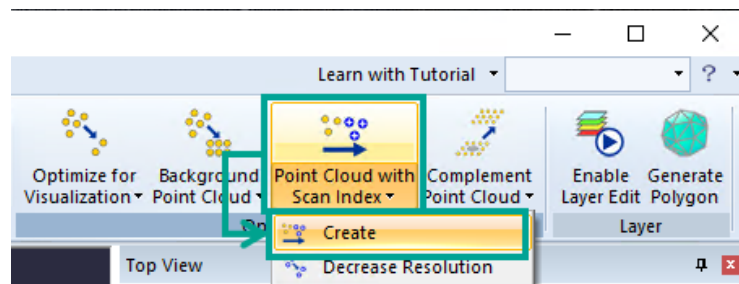 Learn with Tutorial
?
Optimize for Visualization
Background Point Cloud
Point Cloud with Scan Index
Complement Point Cloud
Enable Layer Edit
Generate Polygon
Layer
Create
Top View
Decrease Resolution